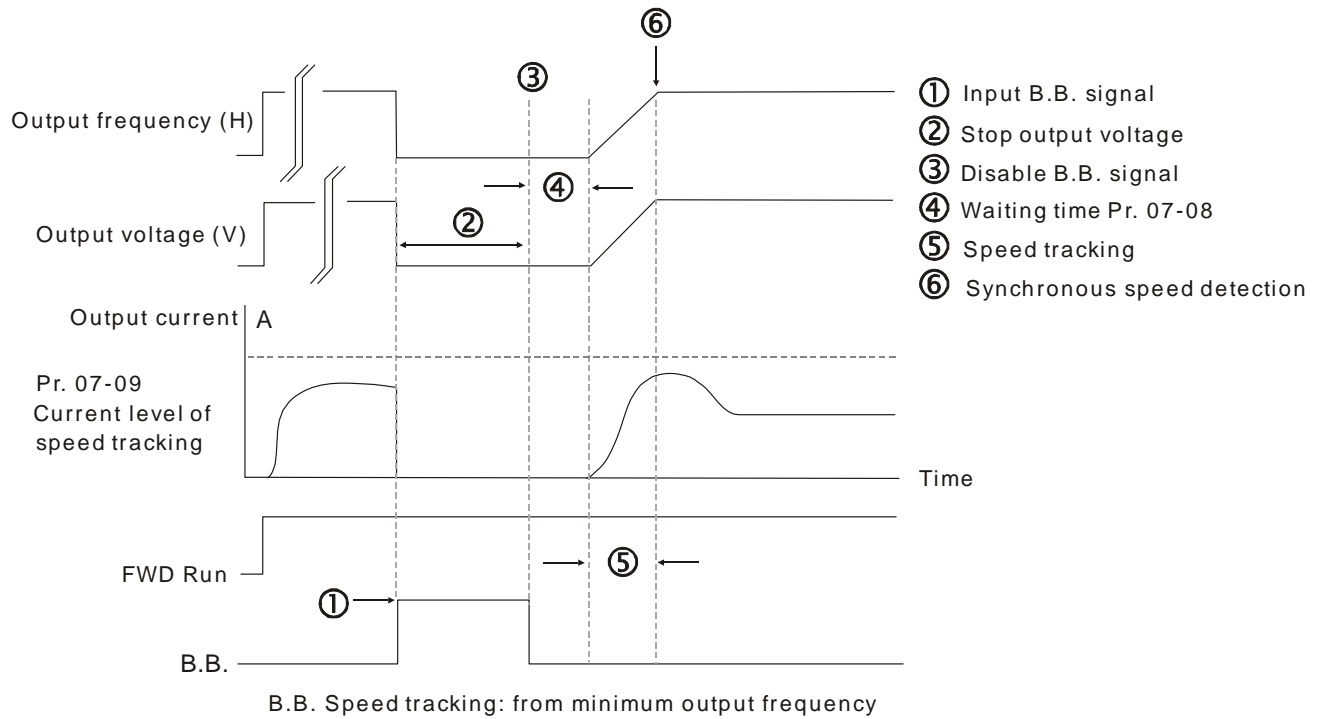 ⑥
③
Output frequency (H)
④
②
Output voltage (V)
① Input B.B. signal
② Stop output voltage
③ Disable B.B. signal
④ Waiting time Pr. 07-08
⑤ Speed tracking
⑥ Synchronous speed detection
Output current
A
Pr. 07-09
Current level of
speed tracking
Time
FWD Run
⑤
①
B.B.
B.B. Speed tracking: from minimum output frequency